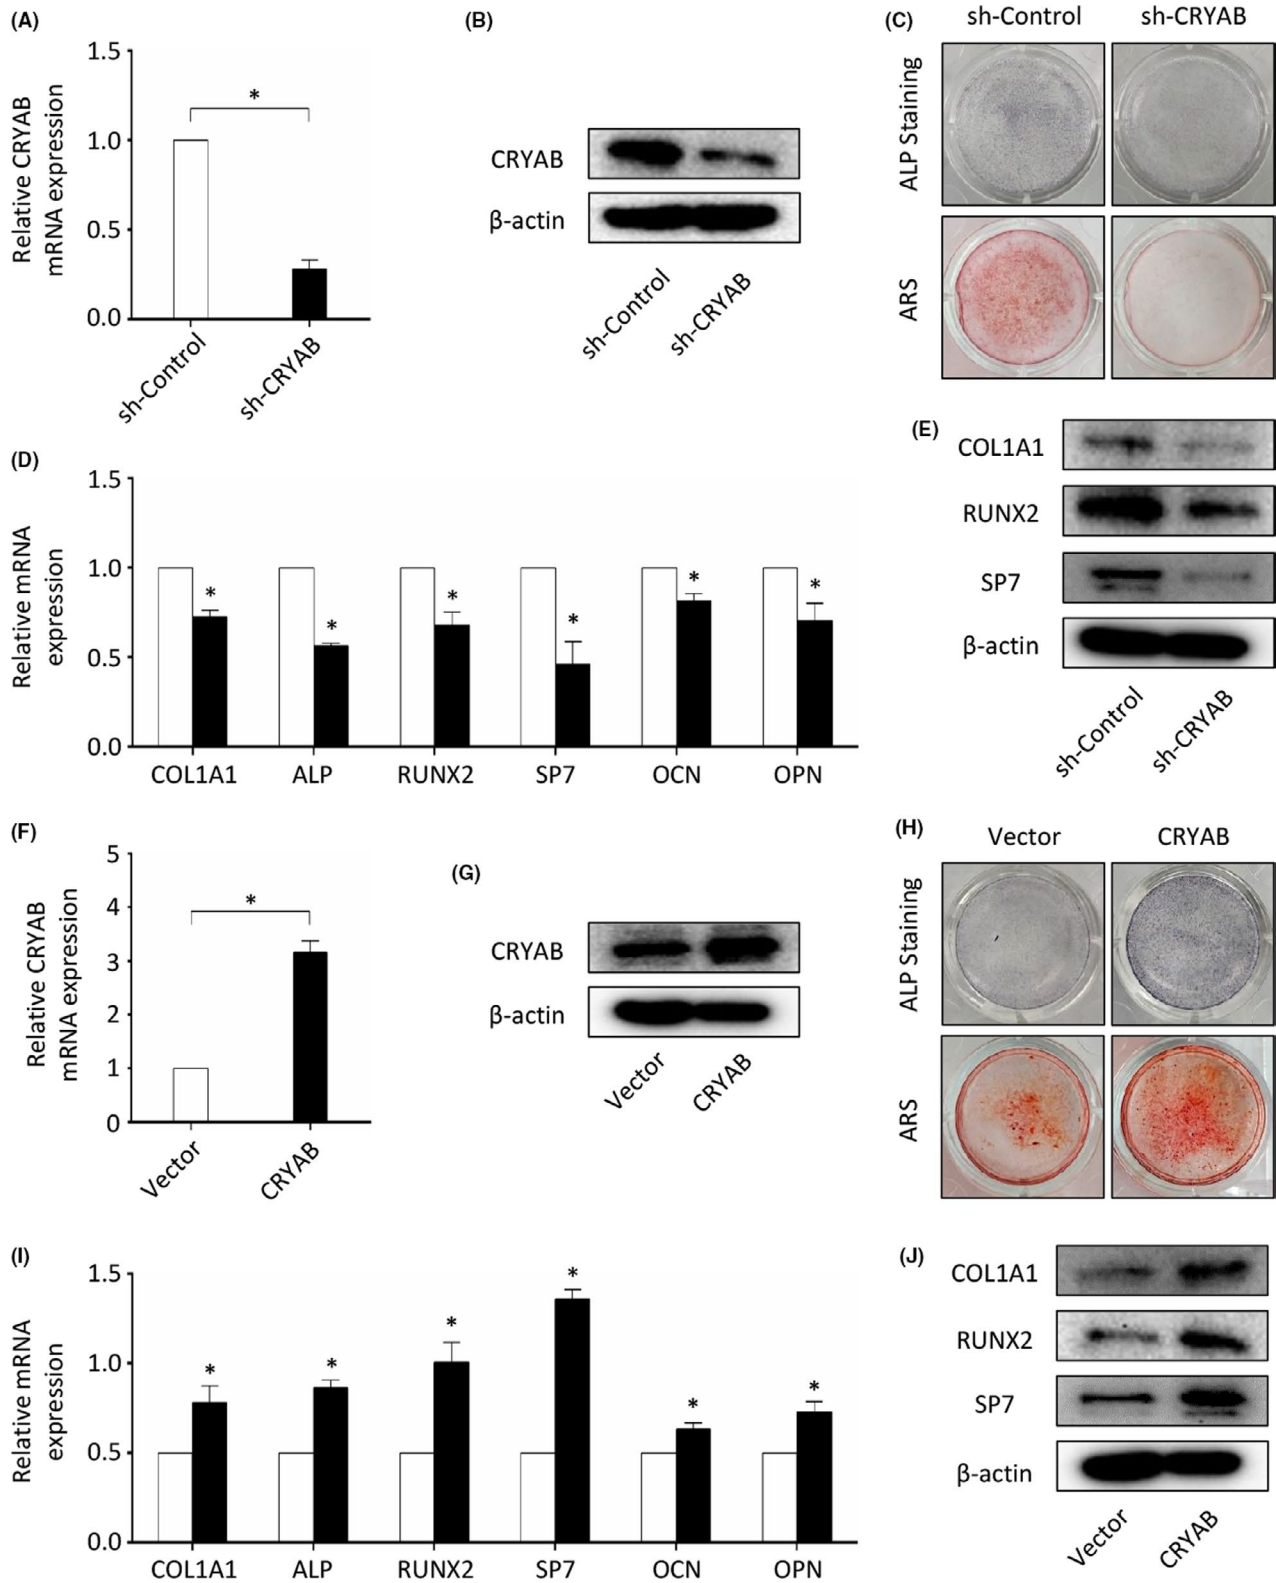 (A)
1.5
1.0
0.5
0.0
Relative CRYAB
mRNA expression
*
sh-Control
sh-CRYAB
(B)
CRYAB
β-actin
sh-Control
sh-CRYAB
(C)
sh-Control
sh-CRYAB
ALP Staining
ARS
(D)
1.5
1.0
0.5
0.0
Relative mRNA
expression
*
*
*
*
*
*
COL1A1
ALP
RUNX2
SP7
OCN
OPN
(E)
COL1A1
RUNX2
SP7
β-actin
sh-Control
sh-CRYAB
(F)
5
4
3
2
1
0
Relative CRYAB
mRNA expression
*
Vector
CRYAB
(G)
CRYAB
β-actin
Vector
CRYAB
(H)
Vector
CRYAB
ALP Staining
ARS
(I)
1.5
1.0
0.5
0.0
Relative mRNA
expression
*
*
*
*
*
*
COL1A1
ALP
RUNX2
SP7
OCN
OPN
(J)
COL1A1
RUNX2
SP7
β-actin
Vector
CRYAB